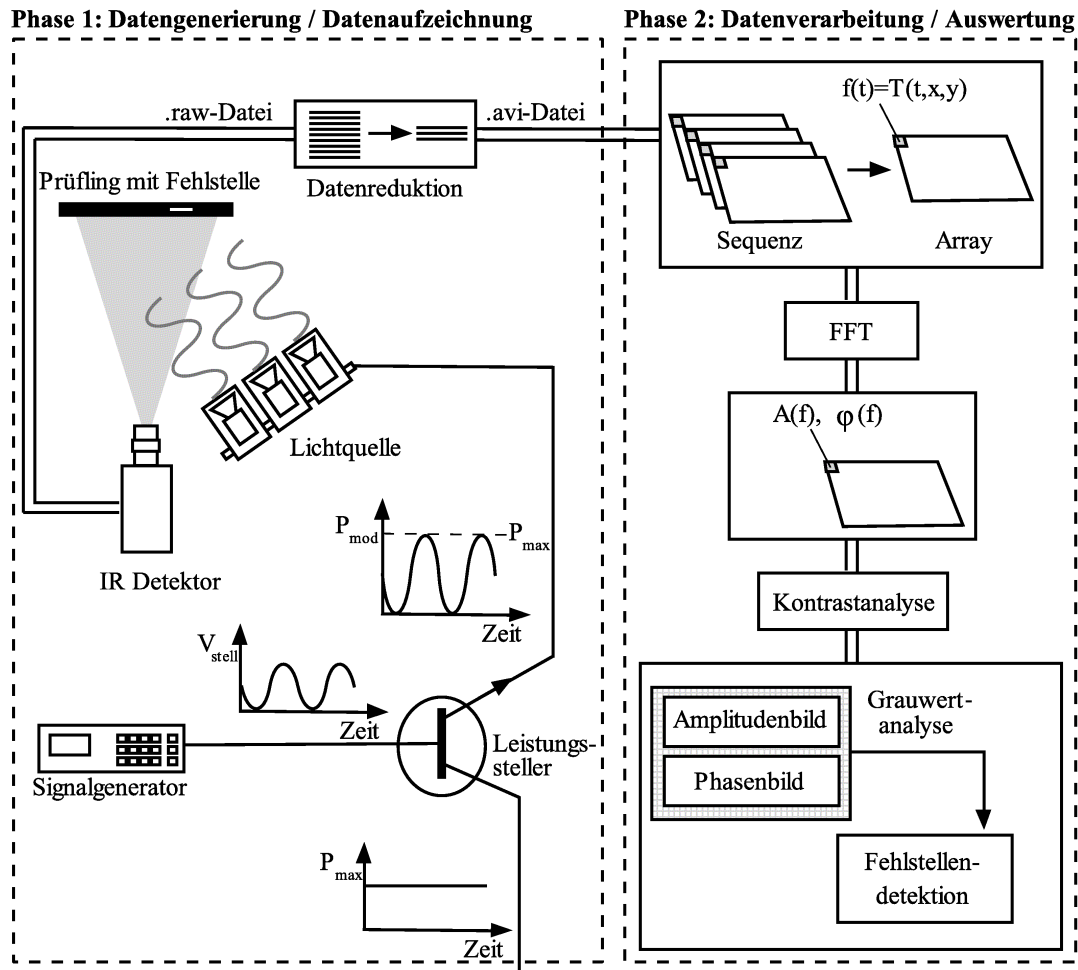 Phase 1: Datengenerierung / Datenaufzeichnung
.raw-Datei
.avi-Datei
Datenreduktion
Prüfling mit Fehlstelle
Lichtquelle
IR Detektor
P mod
P max
Zeit
V stell
Zeit
Signalgenerator
Leistungs-
steller
P max
Zeit
Phase 2: Datenverarbeitung / Auswertung
f(t)=T(t,x,y)
Sequenz
Array
FFT
A(f), φ(f)
Kontrastanalyse
Amplitudenbild
Phasenbild
Grauwert-
analyse
Fehlstellen-
detektion